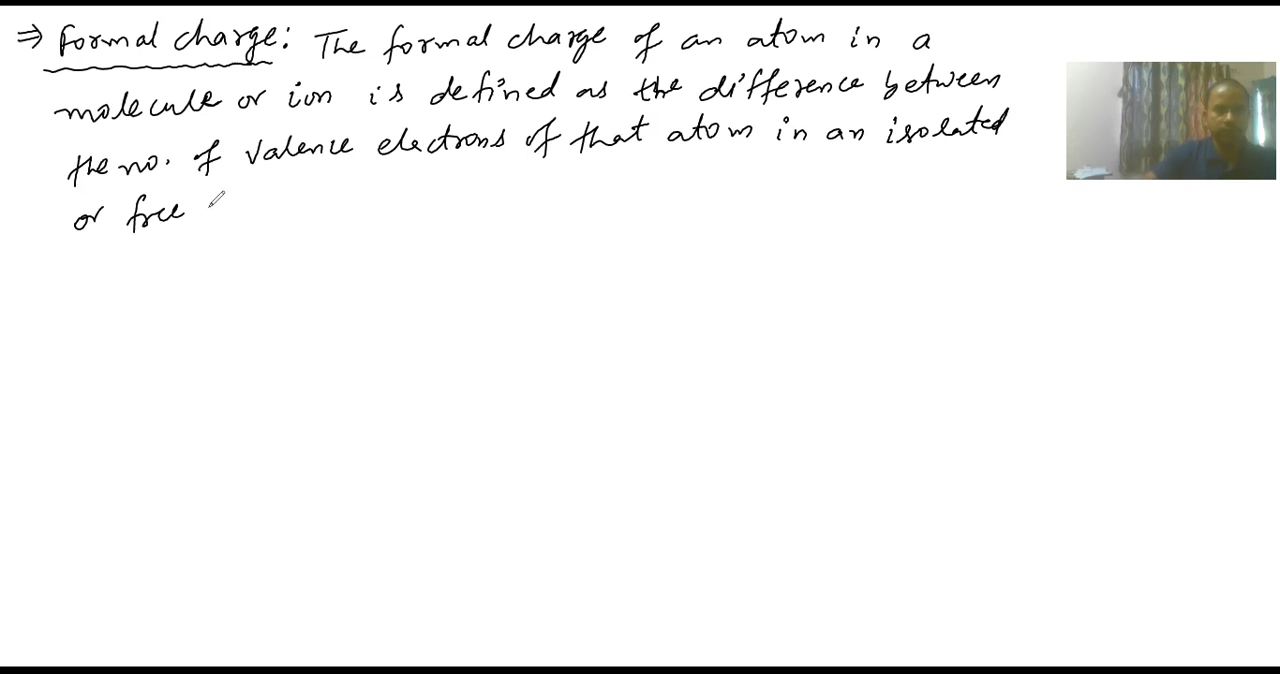 ⇒ Formal charge: The formal charge of an atom in a
molecule or ion is defined as the difference between
the no. of valence electrons of that atom in an isolated
or free